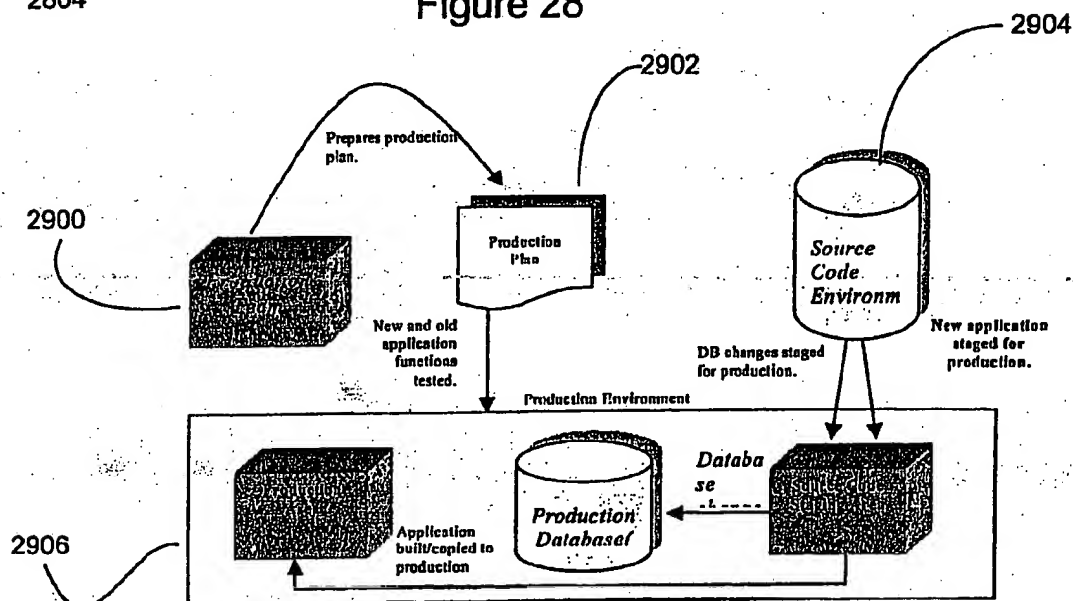 2804
Figure 28
2904
2902
Prepares production
plan.
2900
Production
Plan
Source
Code
Environm
New and old
application
functions
tested.
DB changes staged
for production.
New application
staged for
production.
Production Environment
Databa
se
Production
Database
Application
built/copied to
production
2906